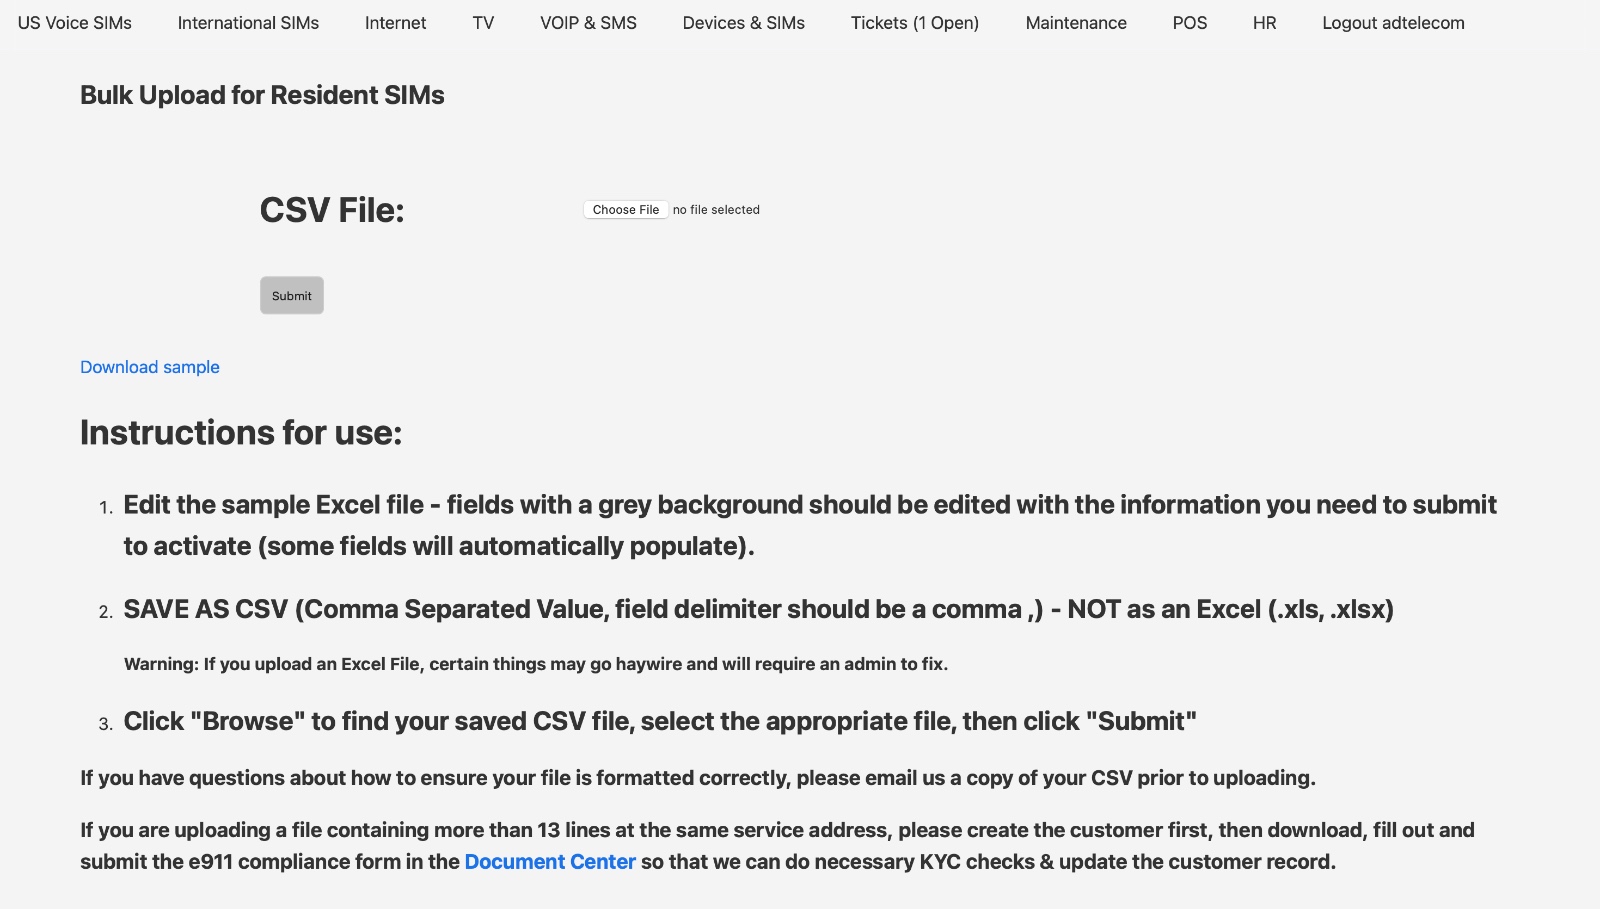 US Voice SIMs International SIMs Internet TV VOIP & SMS Devices & SIMs Tickets (1 Open) Maintenance POS HR Logout adtelecom
Bulk Upload for Resident SIMs
CSV File: Choose File no file selected
Submit
Download sample
Instructions for use:
1. Edit the sample Excel file - fields with a grey background should be edited with the information you need to submit
to activate (some fields will automatically populate).
2. SAVE AS CSV (Comma Separated Value, field delimiter should be a comma ,) - NOT as an Excel (.xls, .xlsx)
Warning: If you upload an Excel File, certain things may go haywire and will require an admin to fix.
3. Click "Browse" to find your saved CSV file, select the appropriate file, then click "Submit"
If you have questions about how to ensure your file is formatted correctly, please email us a copy of your CSV prior to uploading.
If you are uploading a file containing more than 13 lines at the same service address, please create the customer first, then download, fill out and
submit the e911 compliance form in the Document Center so that we can do necessary KYC checks & update the customer record.